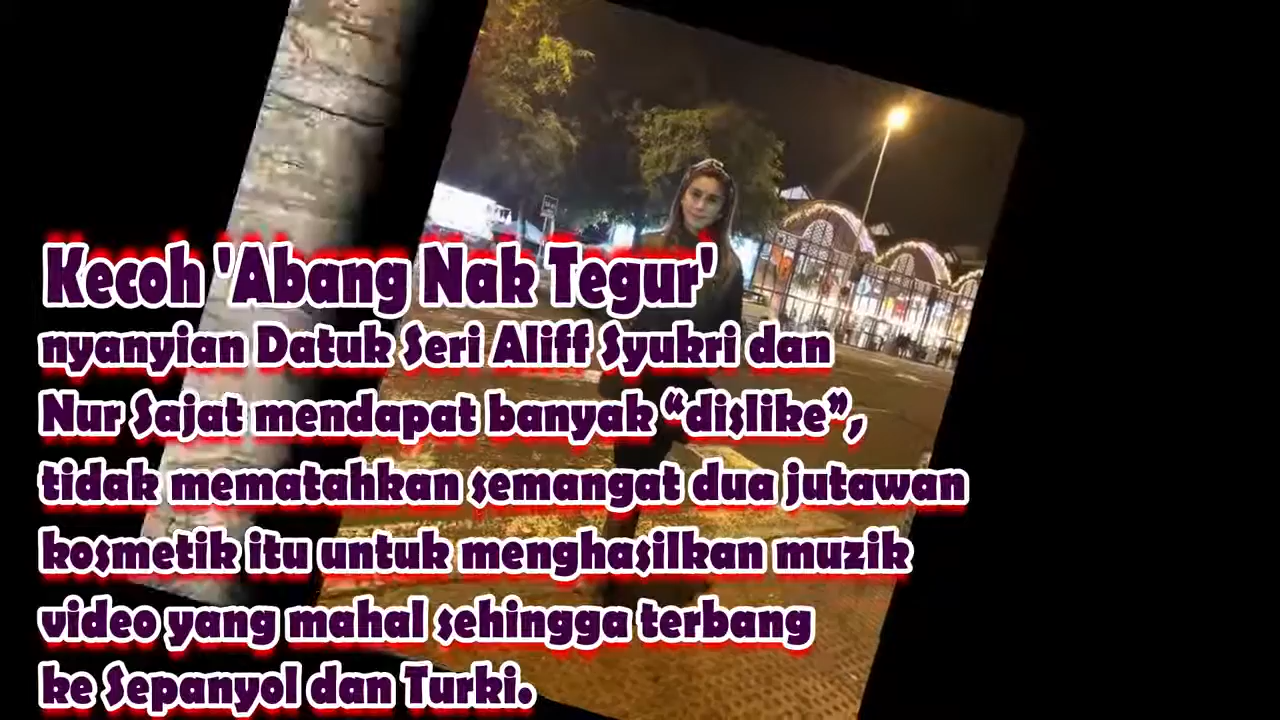 Kecoh 'Abang Nak Tegur'
nyanyian Datuk Seri Aliff Syukri dan
Nur Sajat mendapat banyak “dislike”,
tidak mematahkan semangat dua jutawan
kosmetik itu untuk menghasilkan muzik
video yang mahal sehingga terbang
ke Sepanyol dan Turki.